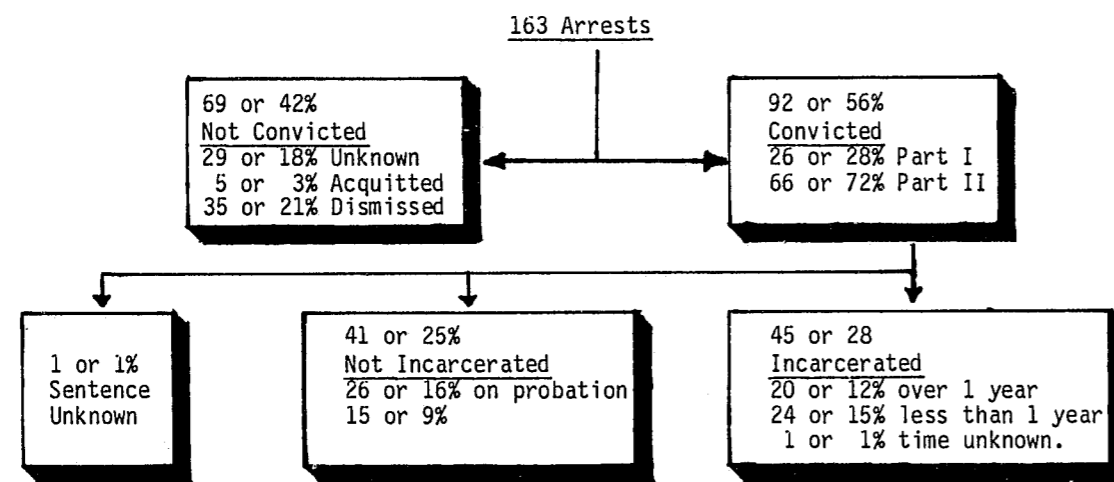 163 Arrests
69 or 42%
Not Convicted
29 or 18% Unknown
5 or 3% Acquitted
35 or 21% Dismissed
92 or 56%
Convicted
26 or 28% Part I
66 or 72% Part II
1 or 1%
Sentence
Unknown
41 or 25%
Not Incarcerated
26 or 16% on probation
15 or 9%
45 or 28
Incarcerated
20 or 12% over 1 year
24 or 15% less than 1 year
1 or 1% time unknown.